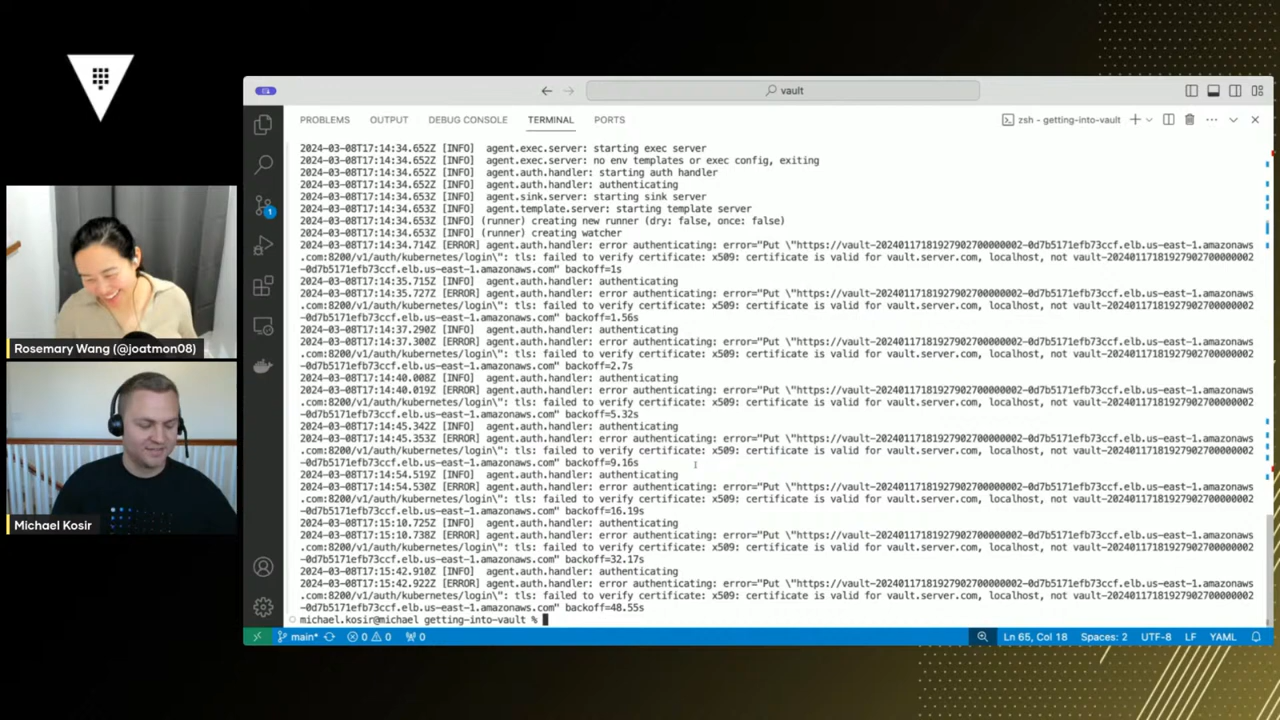 vault
PROBLEMS OUTPUT DEBUG CONSOLE TERMINAL PORTS zsh - getting-into-vault
2024-03-08T17:14:34.652Z [INFO] agent.exec.server: starting exec server
2024-03-08T17:14:34.652Z [INFO] agent.exec.server: no env templates or exec config, exiting
2024-03-08T17:14:34.652Z [INFO] agent.auth.handler: starting auth handler
2024-03-08T17:14:34.652Z [INFO] agent.auth.handler: authenticating
2024-03-08T17:14:34.653Z [INFO] agent.sink.server: starting sink server
2024-03-08T17:14:34.653Z [INFO] agent.template.server: starting template server
2024-03-08T17:14:34.653Z [INFO] (runner) creating new runner (dry: false, once: false)
2024-03-08T17:14:34.653Z [INFO] (runner) creating watcher
2024-03-08T17:14:34.714Z [ERROR] agent.auth.handler: error authenticating: error="Put \"https://vault-20240117181927902700000002-0d7b5171efb73ccf.elb.us-east-1.amazonaws
.com:8200/v1/auth/kubernetes/login\": tls: failed to verify certificate: x509: certificate is valid for vault.server.com, localhost, not vault-20240117181927902700000002
-0d7b5171efb73ccf.elb.us-east-1.amazonaws.com" backoff=1s
2024-03-08T17:14:35.715Z [INFO] agent.auth.handler: authenticating
2024-03-08T17:14:35.727Z [ERROR] agent.auth.handler: error authenticating: error="Put \"https://vault-20240117181927902700000002-0d7b5171efb73ccf.elb.us-east-1.amazonaws
.com:8200/v1/auth/kubernetes/login\": tls: failed to verify certificate: x509: certificate is valid for vault.server.com, localhost, not vault-20240117181927902700000002
-0d7b5171efb73ccf.elb.us-east-1.amazonaws.com" backoff=1.56s
2024-03-08T17:14:37.290Z [INFO] agent.auth.handler: authenticating
2024-03-08T17:14:37.300Z [ERROR] agent.auth.handler: error authenticating: error="Put \"https://vault-20240117181927902700000002-0d7b5171efb73ccf.elb.us-east-1.amazonaws
.com:8200/v1/auth/kubernetes/login\": tls: failed to verify certificate: x509: certificate is valid for vault.server.com, localhost, not vault-20240117181927902700000002
-0d7b5171efb73ccf.elb.us-east-1.amazonaws.com" backoff=2.7s
2024-03-08T17:14:40.008Z [INFO] agent.auth.handler: authenticating
2024-03-08T17:14:40.019Z [ERROR] agent.auth.handler: error authenticating: error="Put \"https://vault-20240117181927902700000002-0d7b5171efb73ccf.elb.us-east-1.amazonaws
.com:8200/v1/auth/kubernetes/login\": tls: failed to verify certificate: x509: certificate is valid for vault.server.com, localhost, not vault-20240117181927902700000002
-0d7b5171efb73ccf.elb.us-east-1.amazonaws.com" backoff=5.32s
2024-03-08T17:14:45.342Z [INFO] agent.auth.handler: authenticating
2024-03-08T17:14:45.353Z [ERROR] agent.auth.handler: error authenticating: error="Put \"https://vault-20240117181927902700000002-0d7b5171efb73ccf.elb.us-east-1.amazonaws
.com:8200/v1/auth/kubernetes/login\": tls: failed to verify certificate: x509: certificate is valid for vault.server.com, localhost, not vault-20240117181927902700000002
-0d7b5171efb73ccf.elb.us-east-1.amazonaws.com" backoff=9.16s
2024-03-08T17:14:54.519Z [INFO] agent.auth.handler: authenticating
2024-03-08T17:14:54.530Z [ERROR] agent.auth.handler: error authenticating: error="Put \"https://vault-20240117181927902700000002-0d7b5171efb73ccf.elb.us-east-1.amazonaws
.com:8200/v1/auth/kubernetes/login\": tls: failed to verify certificate: x509: certificate is valid for vault.server.com, localhost, not vault-20240117181927902700000002
-0d7b5171efb73ccf.elb.us-east-1.amazonaws.com" backoff=16.19s
2024-03-08T17:15:10.725Z [INFO] agent.auth.handler: authenticating
2024-03-08T17:15:10.738Z [ERROR] agent.auth.handler: error authenticating: error="Put \"https://vault-20240117181927902700000002-0d7b5171efb73ccf.elb.us-east-1.amazonaws
.com:8200/v1/auth/kubernetes/login\": tls: failed to verify certificate: x509: certificate is valid for vault.server.com, localhost, not vault-20240117181927902700000002
-0d7b5171efb73ccf.elb.us-east-1.amazonaws.com" backoff=32.17s
2024-03-08T17:15:42.910Z [INFO] agent.auth.handler: authenticating
2024-03-08T17:15:42.922Z [ERROR] agent.auth.handler: error authenticating: error="Put \"https://vault-20240117181927902700000002-0d7b5171efb73ccf.elb.us-east-1.amazonaws
.com:8200/v1/auth/kubernetes/login\": tls: failed to verify certificate: x509: certificate is valid for vault.server.com, localhost, not vault-20240117181927902700000002
-0d7b5171efb73ccf.elb.us-east-1.amazonaws.com" backoff=48.55s
michael.kosir@michael getting-into-vault %
main* 0 0 0 Ln 65, Col 18 Spaces: 2 UTF-8 LF YAML
1
Rosemary Wang (@joatmon08)
Michael Kosir